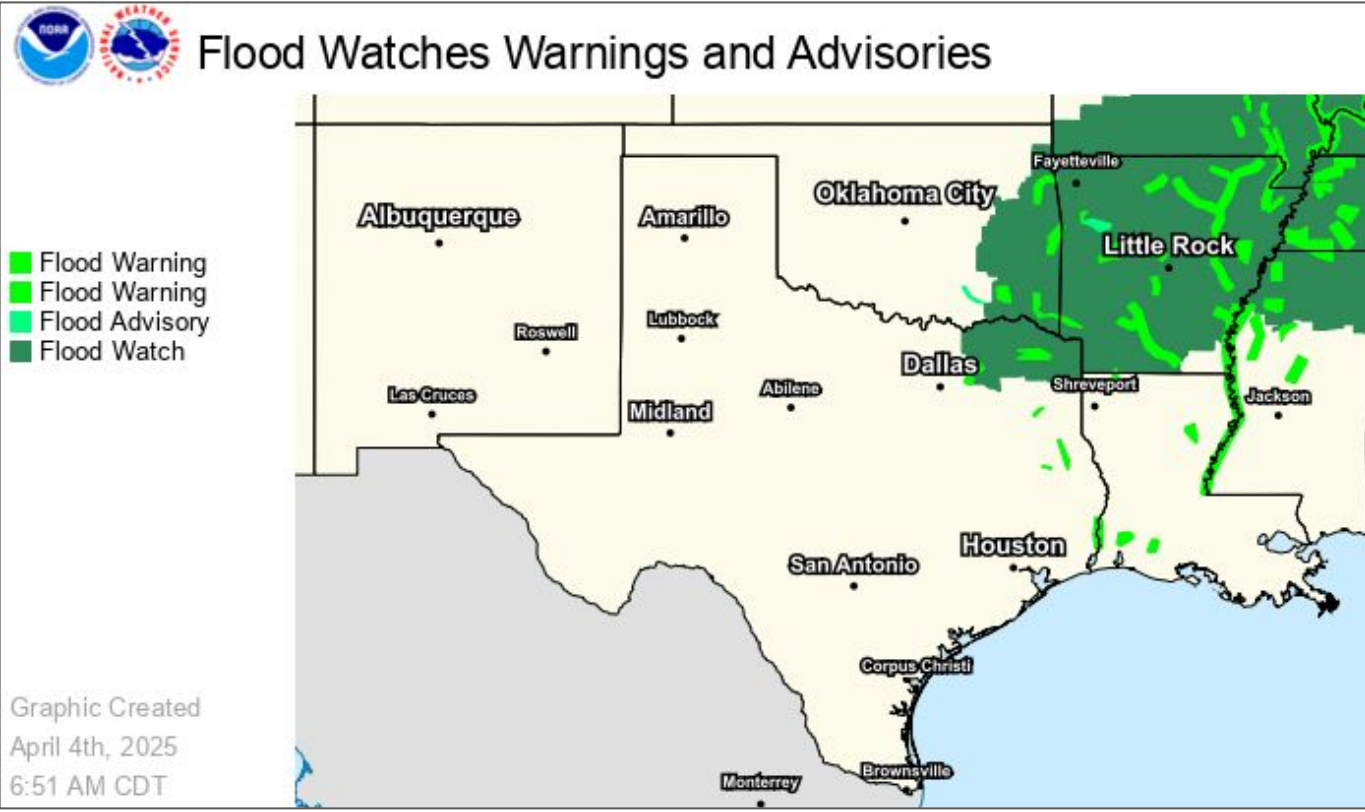 NOAA
NATIONAL WEATHER SERVICE
Flood Watches Warnings and Advisories
Flood Warning
Flood Warning
Flood Advisory
Flood Watch
Fayetteville
Oklahoma City
Albuquerque
Amarillo
Little Rock
Roswell
Lubbock
Dallas
Las Cruces
Abilene
Shreveport
Midland
Jackson
Houston
San Antonio
Corpus Christi
Brownsville
Monterrey
Graphic Created
April 4th, 2025
6:51 AM CDT